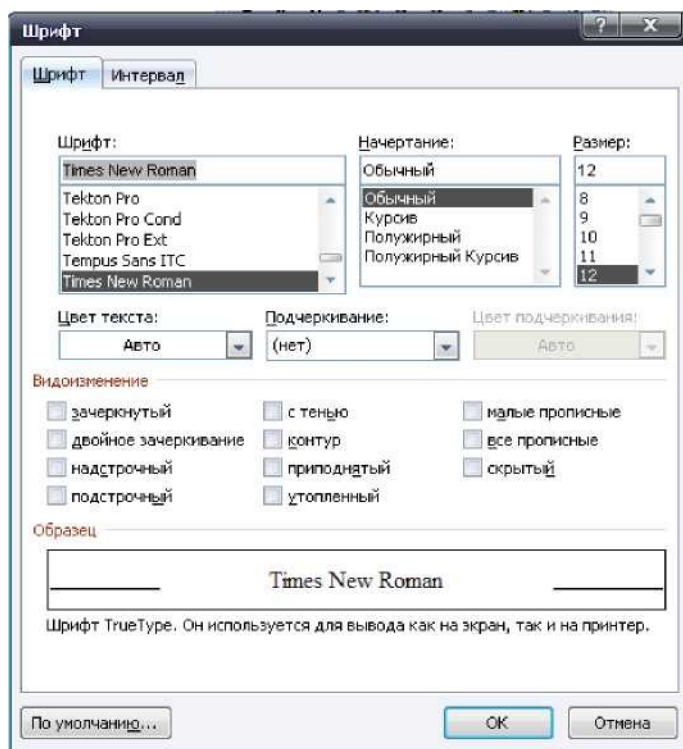 Шрифт
Шрифт Интервал
Шрифт: Начертание: Размер:
Times New Roman Обычный 12
Tekton Pro Обычный 8
Tekton Pro Cond Курсив 9
Tekton Pro Ext Полужирный 10
Tempus Sans ITC Полужирный Курсив 11
Times New Roman 12
Цвет текста: Подчеркивание: Цвет подчеркивания:
Авто (нет) Авто
Видоизменение
зачеркнутый с тенью малые прописные
двойное зачеркивание контур все прописные
надстрочный приподнятый скрытый
подстрочный утопленный
Образец
Times New Roman
Шрифт TrueType. Он используется для вывода как на экран, так и на принтер.
По умолчанию... ОК Отмена